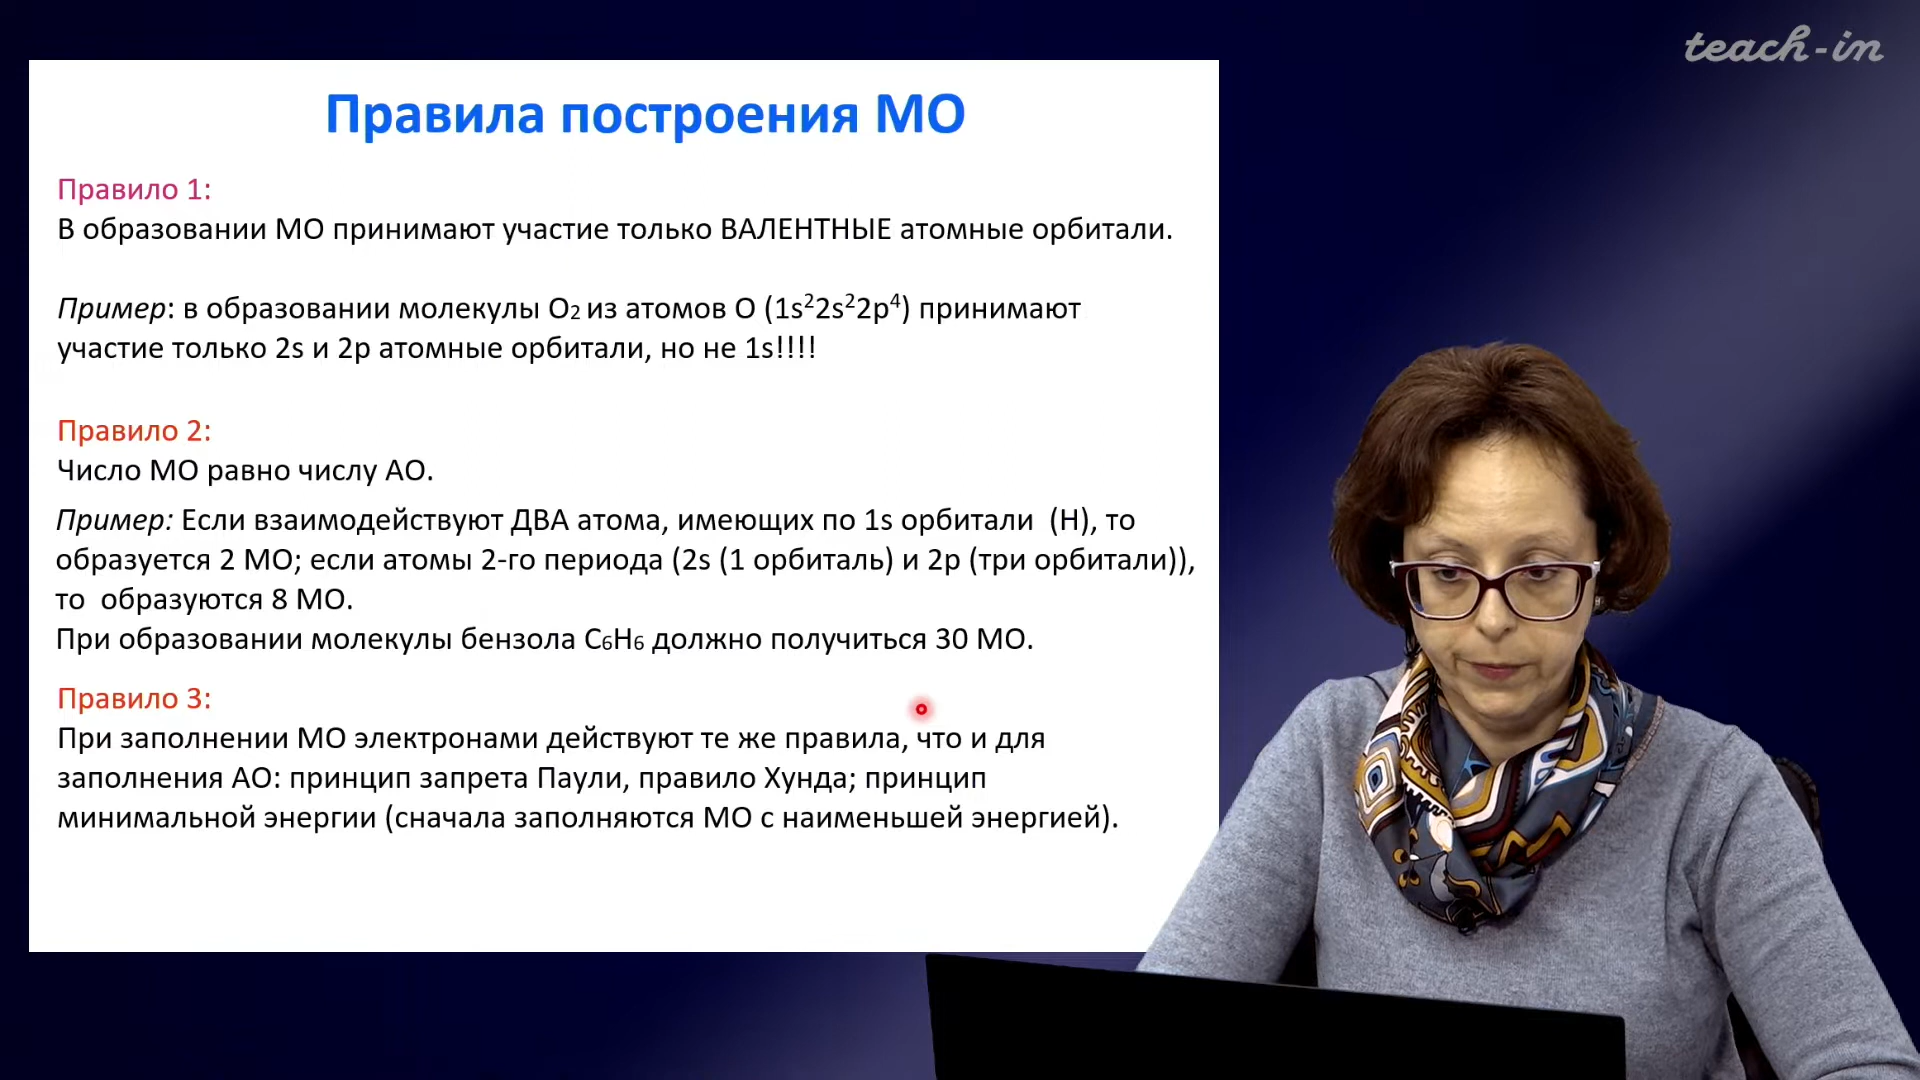 teach-in
Правила построения МО
Правило 1:
В образовании МО принимают участие только ВАЛЕНТНЫЕ атомные орбитали.
Пример: в образовании молекулы O₂ из атомов О (1s²2s²2p⁴) принимают
участие только 2s и 2p атомные орбитали, но не 1s!!!!
Правило 2:
Число МО равно числу АО.
Пример: Если взаимодействуют ДВА атома, имеющих по 1s орбитали (Н), то
образуется 2 МО; если атомы 2-го периода (2s (1 орбиталь) и 2p (три орбитали)),
то образуются 8 МО.
При образовании молекулы бензола C₆H₆ должно получиться 30 МО.
Правило 3:
При заполнении МО электронами действуют те же правила, что и для
заполнения АО: принцип запрета Паули, правило Хунда; принцип
минимальной энергии (сначала заполняются МО с наименьшей энергией).